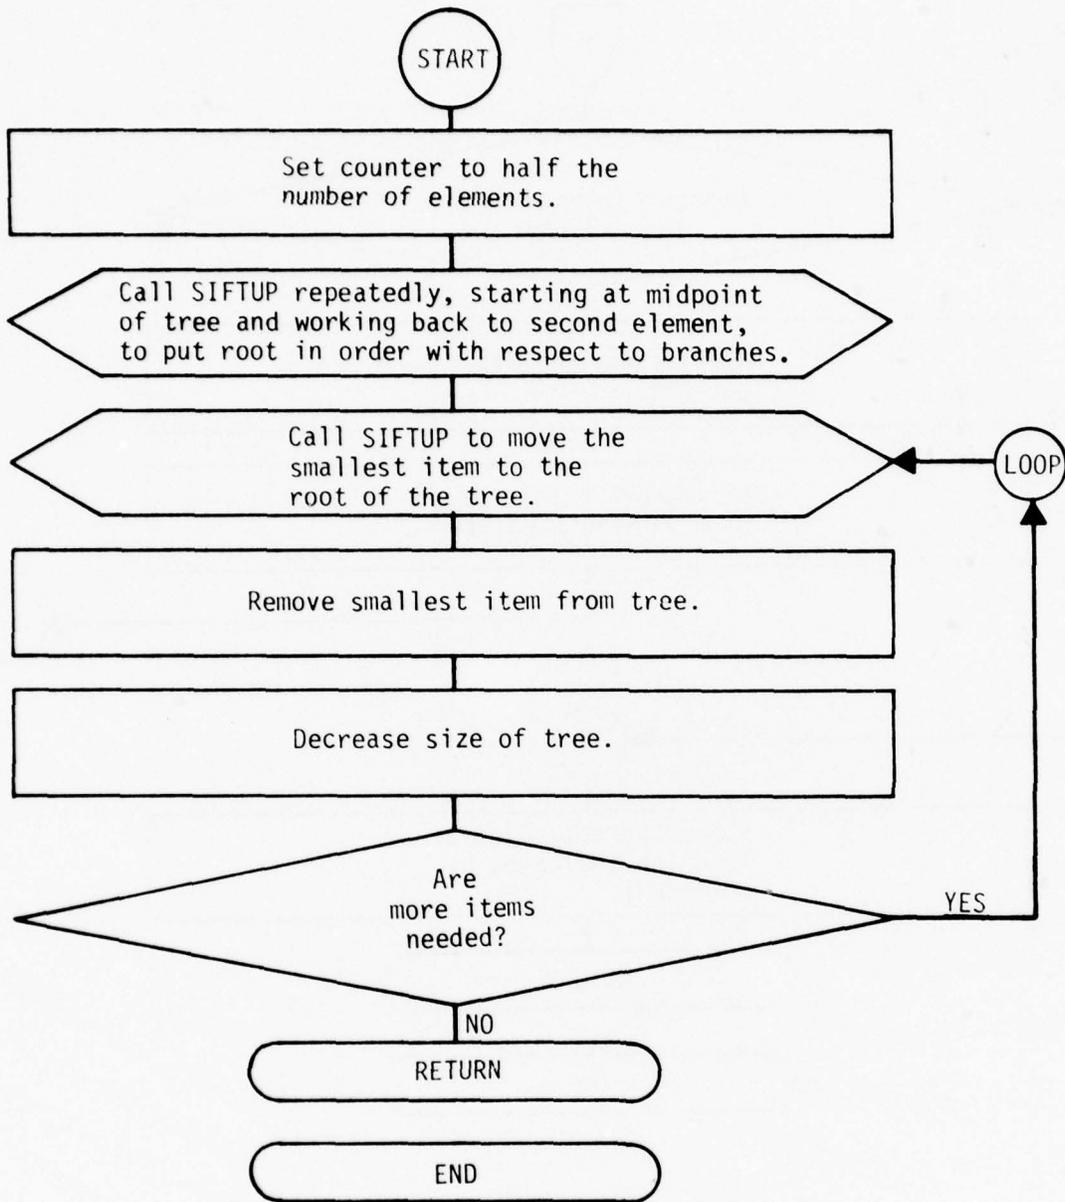 START
Set counter to half the
number of elements.
Call SIFTUP repeatedly, starting at midpoint
of tree and working back to second element,
to put root in order with respect to branches.
Call SIFTUP to move the
smallest item to the
root of the tree.
LOOP
Remove smallest item from tree.
Decrease size of tree.
Are
more items
needed?
YES
NO
RETURN
END